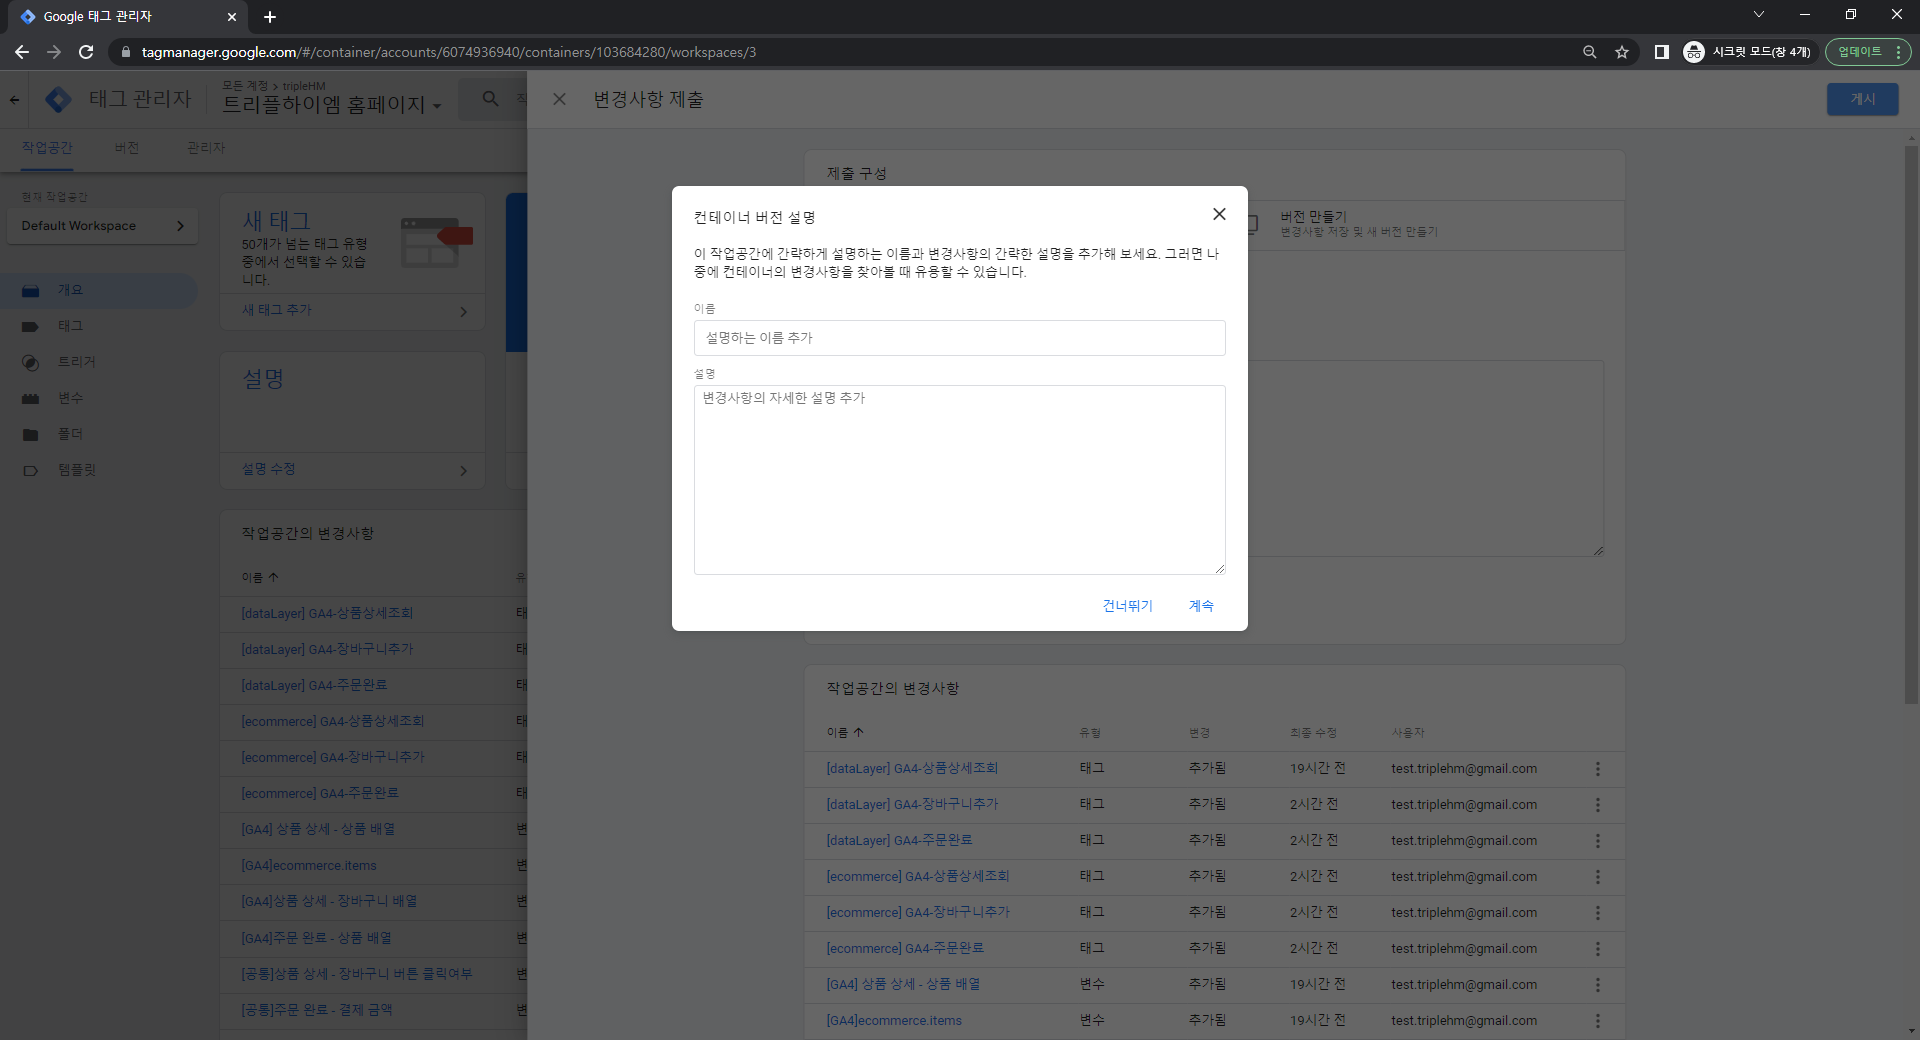 Google 태그 관리자
tagmanager.google.com/#/container/accounts/6074936940/containers/103684280/workspaces/3
시크릿 모드(창 4개)
업데이트
태그 관리자
모든 계정 > tripleHM
트리플하이엠 홈페이지
변경사항 제출
게시
작업공간
버전
관리자
현재 작업공간
Default Workspace
개요
태그
트리거
변수
폴더
템플릿
새 태그
50개가 넘는 태그 유형
중에서 선택할 수 있습
니다.
새 태그 추가
설명
설명 수정
작업공간의 변경사항
이름
[dataLayer] GA4-상품상세조회
[dataLayer] GA4-장바구니추가
[dataLayer] GA4-주문완료
[ecommerce] GA4-상품상세조회
[ecommerce] GA4-장바구니추가
[ecommerce] GA4-주문완료
[GA4] 상품 상세 - 상품 배열
[GA4]ecommerce.items
[GA4]상품 상세 - 장바구니 배열
[GA4]주문 완료 - 상품 배열
[공통]상품 상세 - 장바구니 버튼 클릭여부
[공통]주문 완료 - 결제 금액
제출 구성
버전 만들기
변경사항 저장 및 새 버전 만들기
컨테이너 버전 설명
이 작업공간에 간략하게 설명하는 이름과 변경사항의 간략한 설명을 추가해 보세요. 그러면 나
중에 컨테이너의 변경사항을 찾아볼 때 유용할 수 있습니다.
이름
설명하는 이름 추가
설명
변경사항의 자세한 설명 추가
건너뛰기
계속
작업공간의 변경사항
이름 유형 변경 최종 수정 사용자
[dataLayer] GA4-상품상세조회 태그 추가됨 19시간 전 test.triplehm@gmail.com
[dataLayer] GA4-장바구니추가 태그 추가됨 2시간 전 test.triplehm@gmail.com
[dataLayer] GA4-주문완료 태그 추가됨 2시간 전 test.triplehm@gmail.com
[ecommerce] GA4-상품상세조회 태그 추가됨 2시간 전 test.triplehm@gmail.com
[ecommerce] GA4-장바구니추가 태그 추가됨 2시간 전 test.triplehm@gmail.com
[ecommerce] GA4-주문완료 태그 추가됨 2시간 전 test.triplehm@gmail.com
[GA4] 상품 상세 - 상품 배열 변수 추가됨 19시간 전 test.triplehm@gmail.com
[GA4]ecommerce.items 변수 추가됨 19시간 전 test.triplehm@gmail.com